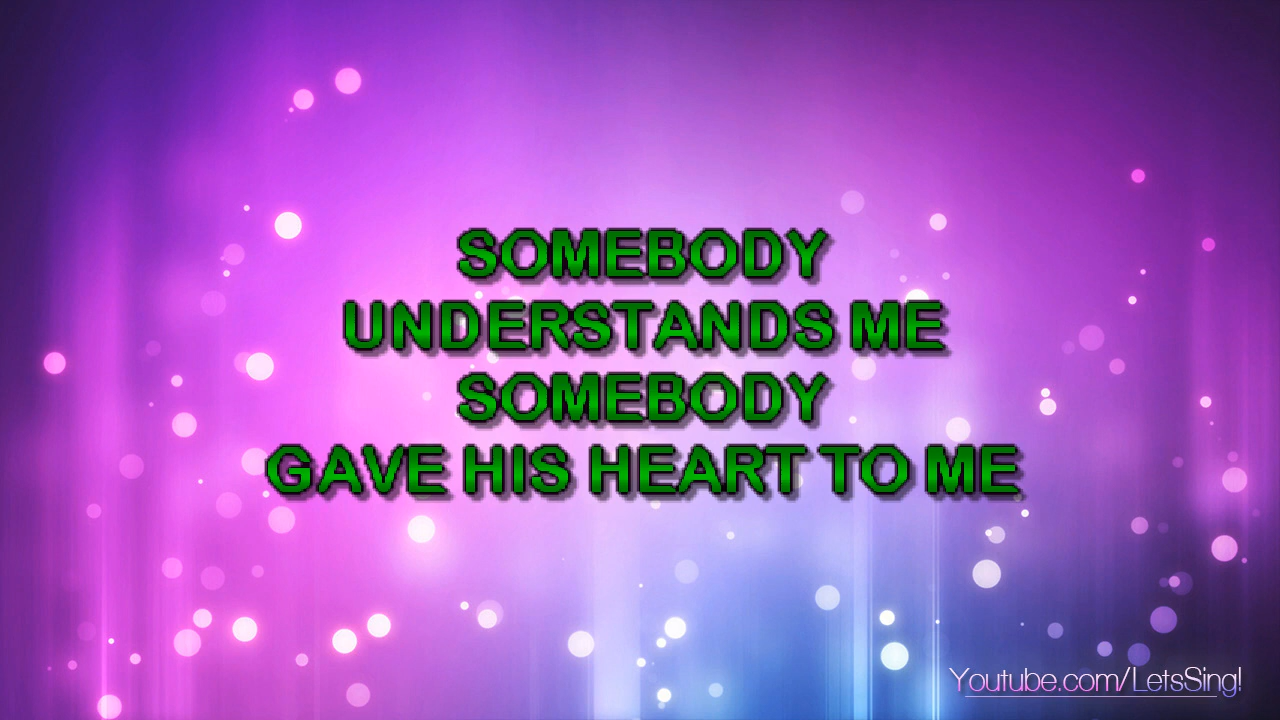 SOMEBODY
UNDERSTANDS ME
SOMEBODY
GAVE HIS HEART TO ME
Youtube.com/LetsSing!